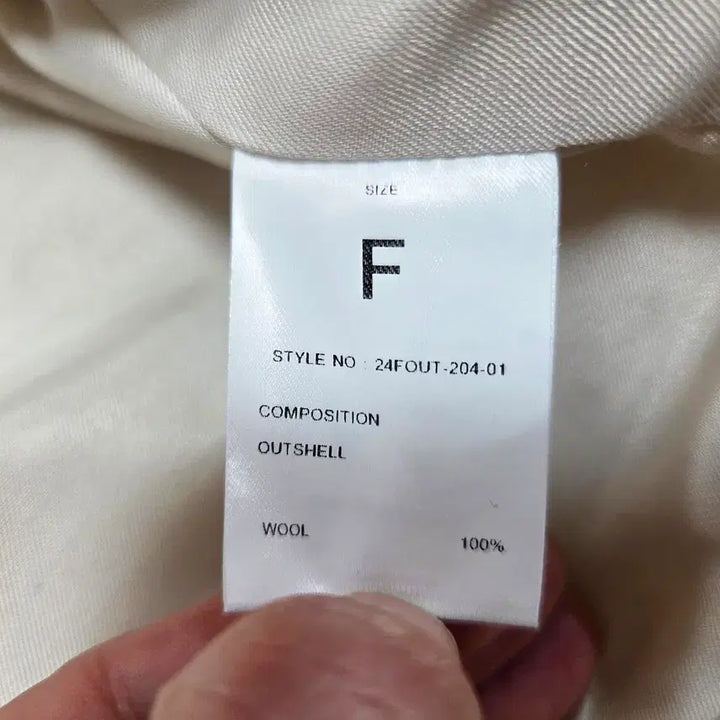 SIZE
F
STYLE NO : 24FOUT-204-01
COMPOSITION
OUTSHELL
WOOL 100%